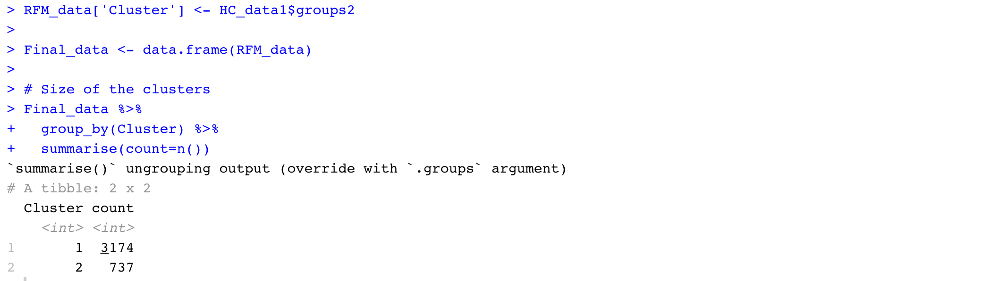 > RFM_data['Cluster'] <- HC_data1$groups2
>
> Final_data <- data.frame(RFM_data)
>
> # Size of the clusters
> Final_data %>%
+   group_by(Cluster) %>%
+   summarise(count=n())
`summarise()` ungrouping output (override with `.groups` argument)
# A tibble: 2 x 2
  Cluster count
    <int> <int>
1       1  3174
2       2   737